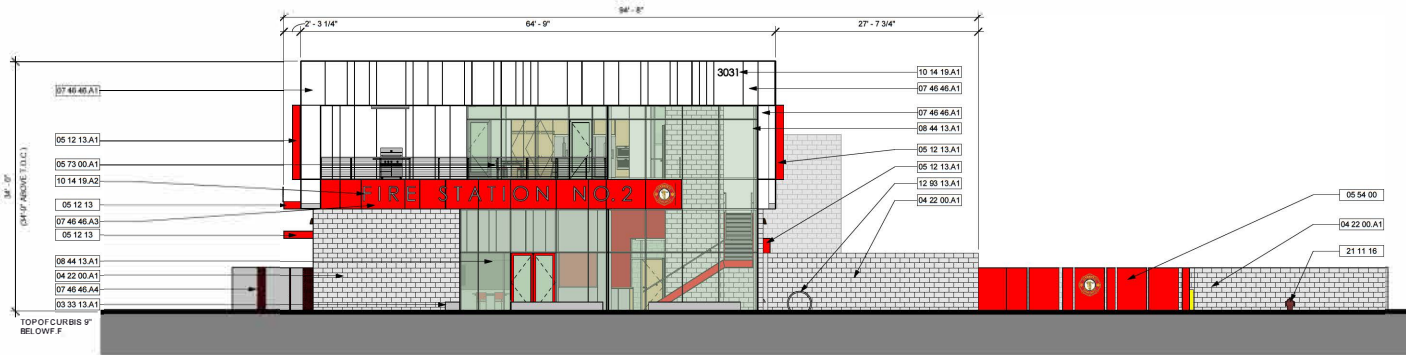 94' - 8"
2' - 3 1/4"
64' - 9"
27' - 7 3/4"
34' - 0"
(34'-0" ABOVE T.O.C.)
07 46 46.A1
05 12 13.A1
05 73 00.A1
10 14 19.A2
05 12 13
07 46 46.A3
05 12 13
08 44 13.A1
04 22 00.A1
07 46 46.A4
03 33 13.A1
TOP OF CURB IS 9"
BELOW F.F
3031
FIRE STATION NO.2
10 14 19.A1
07 46 46.A1
07 46 46.A1
08 44 13.A1
05 12 13.A1
05 12 13.A1
12 93 13.A1
04 22 00.A1
05 54 00
04 22 00.A1
21 11 16